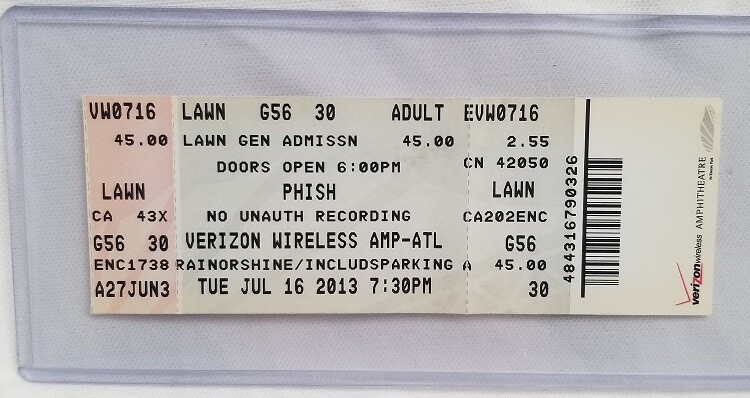 VW0716 LAWN G56 30 ADULT EVW0716
45.00 LAWN GEN ADMISSN 45.00 2.55
DOORS OPEN 6:00PM CN 42050
LAWN PHISH LAWN
CA 43X NO UNAUTH RECORDING CA202ENC
G56 30 VERIZON WIRELESS AMP-ATL G56
ENC1738 RAINORSHINE/INCLUDSPARKING A 45.00
A27JUN3 TUE JUL 16 2013 7:30PM 30
484316790326
verizonwireless AMPHITHEATRE